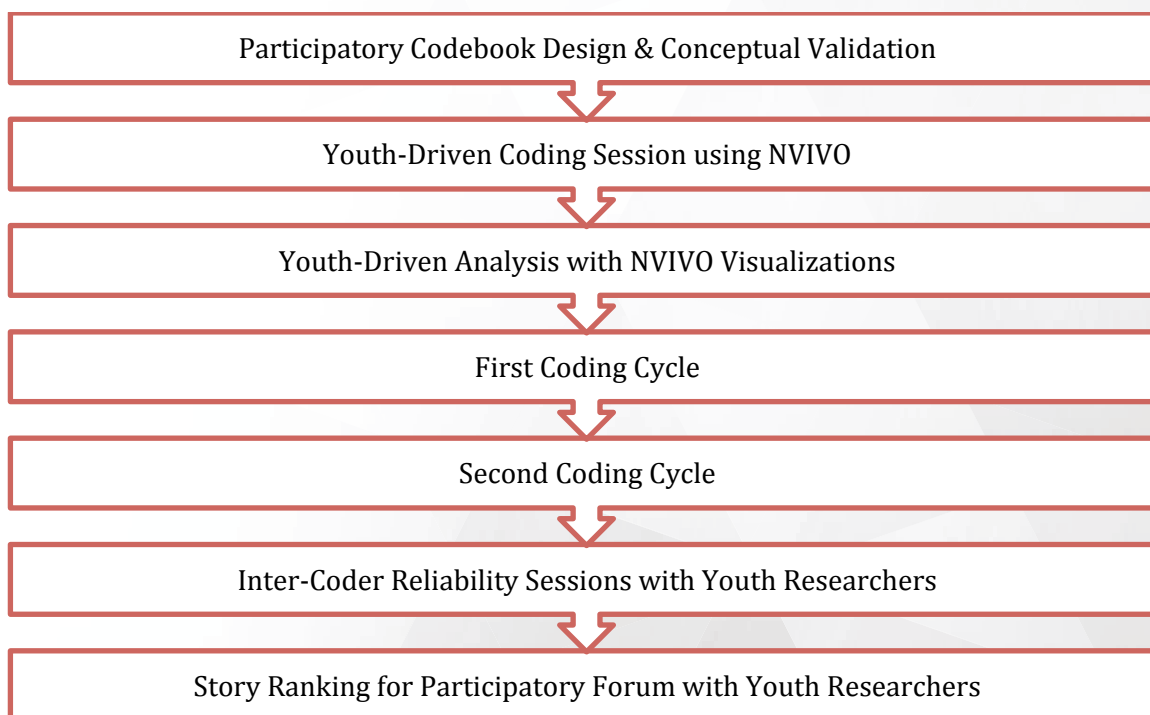 Participatory Codebook Design & Conceptual Validation
Youth-Driven Coding Session using NVIVO
Youth-Driven Analysis with NVIVO Visualizations
First Coding Cycle
Second Coding Cycle
Inter-Coder Reliability Sessions with Youth Researchers
Story Ranking for Participatory Forum with Youth Researchers